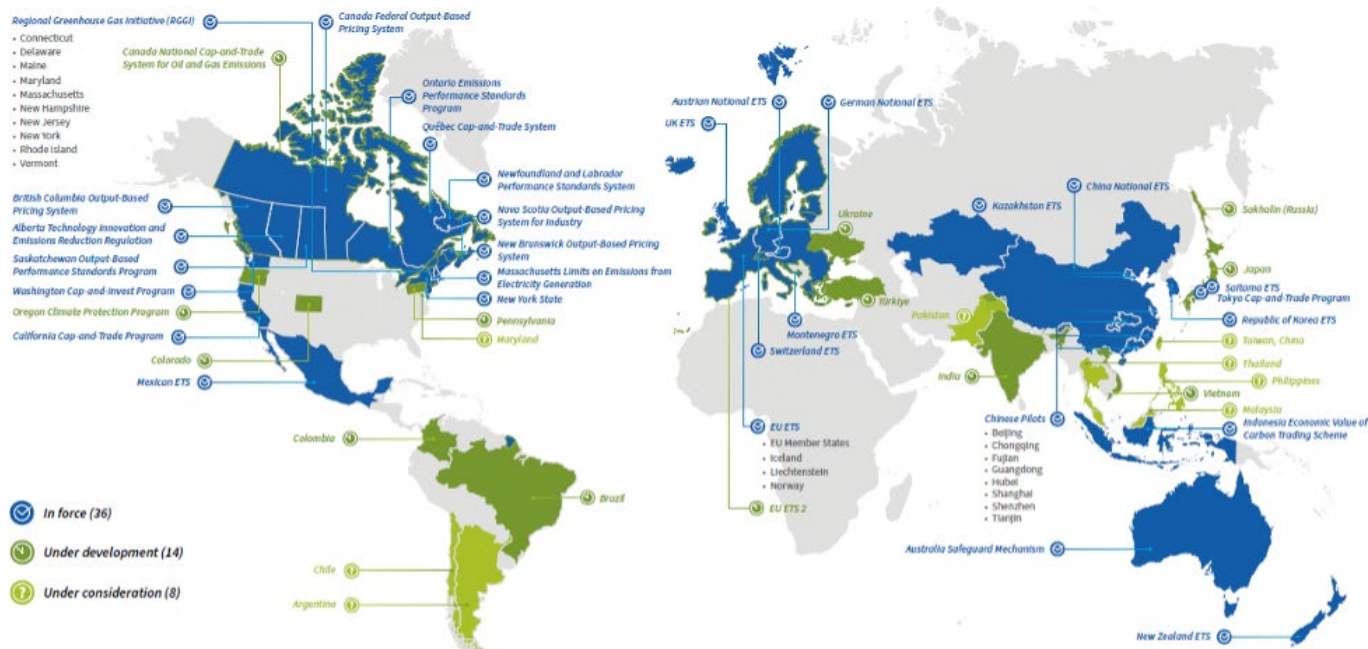 Regional Greenhouse Gas Initiative (RGGI)
• Connecticut
• Delaware
• Maine
• Maryland
• Massachusetts
• New Hampshire
• New Jersey
• New York
• Rhode Island
• Vermont
Canada Federal Output-Based
Pricing System
Canada National Cap-and-Trade
System for Oil and Gas Emissions
Ontario Emissions
Performance Standards
Program
Québec Cap-and-Trade System
Newfoundland and Labrador
Performance Standards System
Nova Scotia Output-Based Pricing
System for Industry
New Brunswick Output-Based Pricing
System
Massachusetts Limits on Emissions from
Electricity Generation
New York State
Pennsylvania
Maryland
British Columbia Output-Based
Pricing System
Alberta Technology Innovation and
Emissions Reduction Regulation
Saskatchewan Output-Based
Performance Standards Program
Washington Cap-and-Invest Program
Oregon Climate Protection Program
California Cap-and-Trade Program
Colorado
Mexican ETS
Colombia
Brazil
Chile
Argentina
In force (36)
Under development (14)
Under consideration (8)
Austrian National ETS
German National ETS
UK ETS
Ukraine
Türkiye
Montenegro ETS
Switzerland ETS
EU ETS
• EU Member States
• Iceland
• Liechtenstein
• Norway
EU ETS 2
Kazakhstan ETS
China National ETS
Sakhalin (Russia)
Japan
Saitama ETS
Tokyo Cap-and-Trade Program
Republic of Korea ETS
Taiwan, China
Thailand
Philippines
Vietnam
Malaysia
Indonesia Economic Value of
Carbon Trading Scheme
Pakistan
India
Chinese Pilots
• Beijing
• Chongqing
• Fujian
• Guangdong
• Hubei
• Shanghai
• Shenzhen
• Tianjin
Australia Safeguard Mechanism
New Zealand ETS